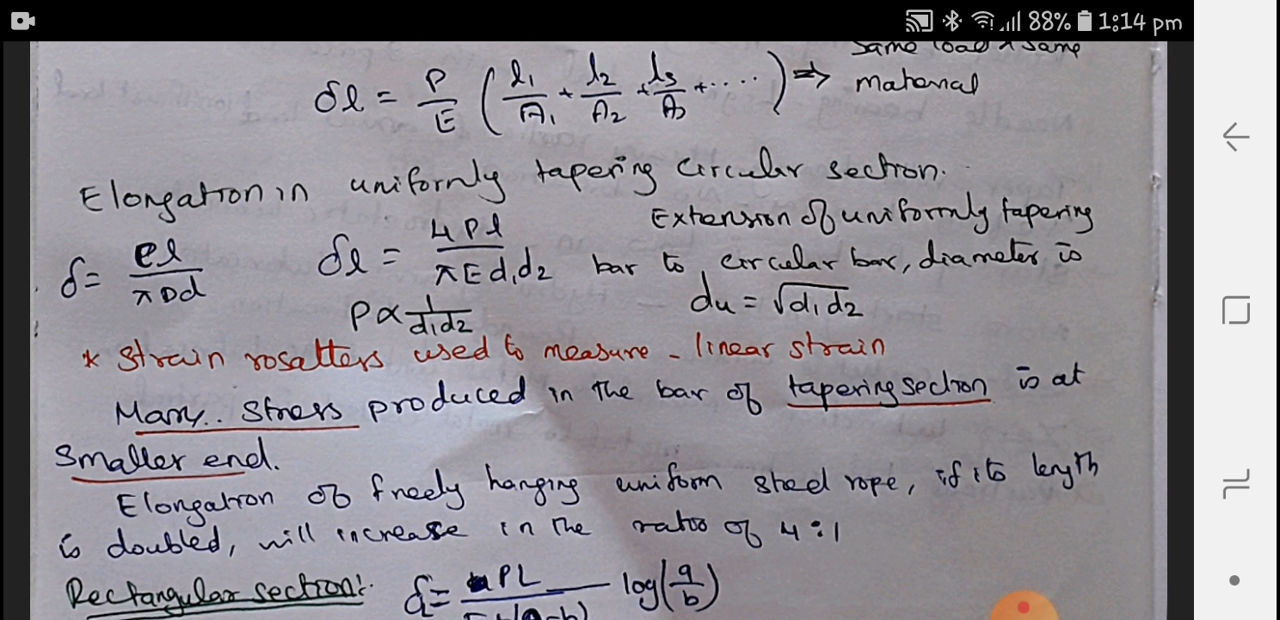 88% 1:14 pm
same load & same
δl = P/E (l₁/A₁ + l₂/A₂ + l₃/A₃ + ....) ⇒ material
Elongation in uniformly tapering circular section.
Extension of uniformly tapering
δ = Pl/πDd δl = 4Pl/πEd₁d₂ bar to circular bar, diameter is
P ∝ 1/d₁d₂ du = √d₁d₂
* Strain rosatters used to measure - linear strain
Max.. stress produced in the bar of tapering section is at
smaller end.
Elongation of freely hanging uniform steel rope, if its length
is doubled, will increase in the ratio of 4:1
Rectangular section:. PL log(a/b)